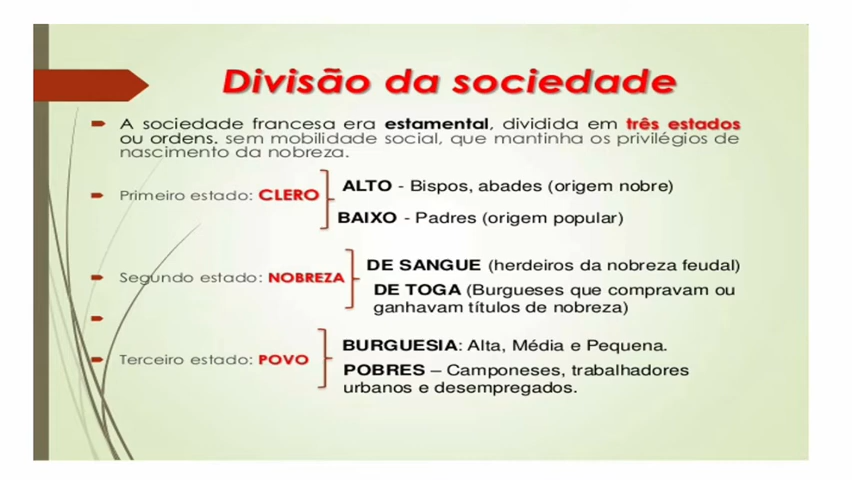 Divisão da sociedade
A sociedade francesa era estamental, dividida em três estados
ou ordens. sem mobilidade social, que mantinha os privilégios de
nascimento da nobreza.
Primeiro estado: CLERO
ALTO - Bispos, abades (origem nobre)
BAIXO - Padres (origem popular)
Segundo estado: NOBREZA
DE SANGUE (herdeiros da nobreza feudal)
DE TOGA (Burgueses que compravam ou
ganhavam títulos de nobreza)
Terceiro estado: POVO
BURGUESIA: Alta, Média e Pequena.
POBRES – Camponeses, trabalhadores
urbanos e desempregados.